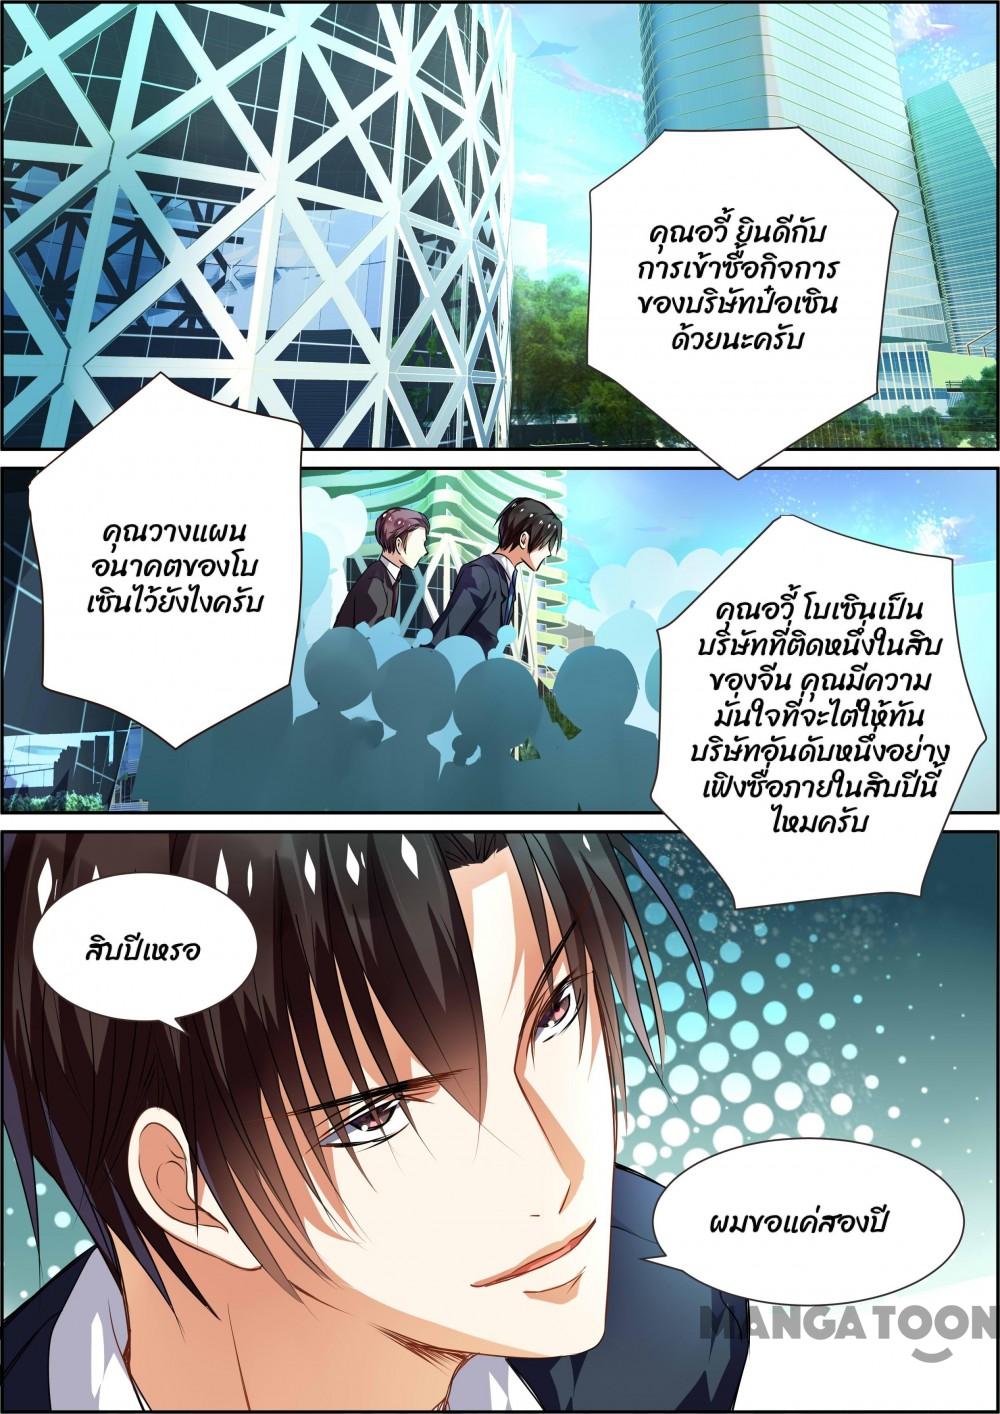 คุณอวี้ ยินดีกับ
การเข้าซื้อกิจการ
ของบริษัทป๋อเซิน
ด้วยนะครับ
คุณวางแผน
อนาคตของโบ
เซินไว้ยังไงครับ
คุณอวี้ โบเซินเป็น
บริษัทที่ติดหนึ่งในสิบ
ของจีน คุณมีความ
มั่นใจที่จะไต่ให้ทัน
บริษัทอันดับหนึ่งอย่าง
เฟิงซื่อภายในสิบปีนี้
ไหมครับ
สิบปีเหรอ
ผมขอแค่สองปี
MANGATOON